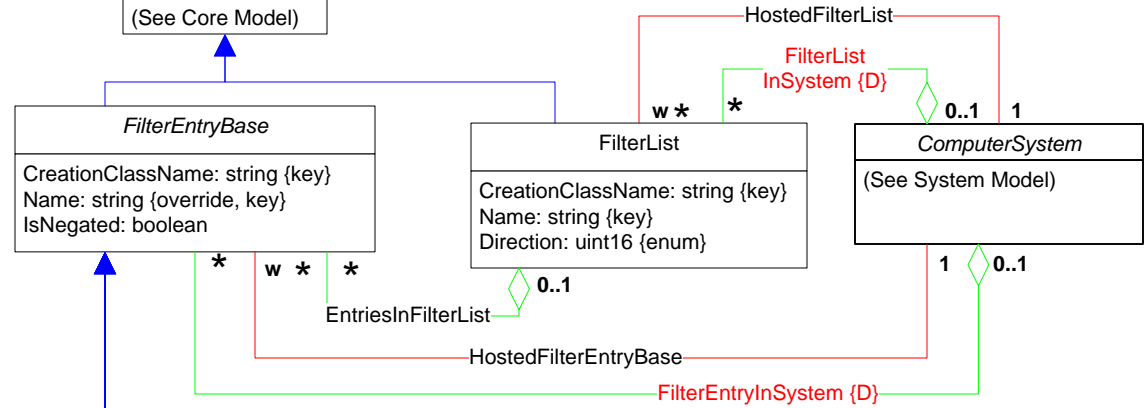 (See Core Model)
HostedFilterList
FilterList
InSystem {D}
w * * 0..1 1
FilterEntryBase
CreationClassName: string {key}
Name: string {override, key}
IsNegated: boolean
FilterList
CreationClassName: string {key}
Name: string {key}
Direction: uint16 {enum}
ComputerSystem
(See System Model)
* w * * 0..1 1 0..1
EntriesInFilterList
HostedFilterEntryBase
FilterEntryInSystem {D}